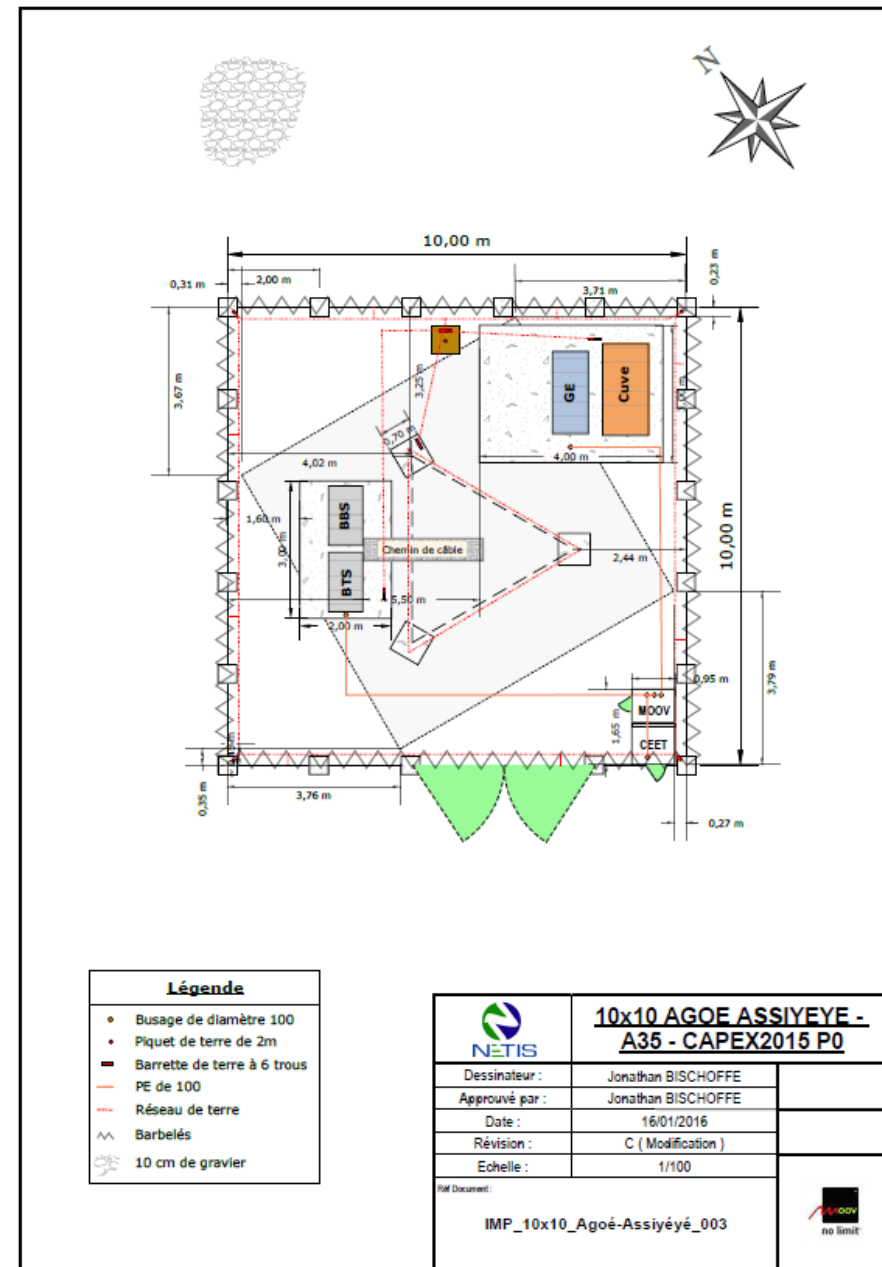 N
10,00 m
0,31 m
2,00 m
3,71 m
0,23 m
3,67 m
3,25 m
GE
Cuve
0,70 m
4,00 m
4,02 m
1,60 m
3,00 m
BBS
BTS
Chemin de câble
2,44 m
10,00 m
5,50 m
2,00 m
0,95 m
3,79 m
1,65 m
MOOV
CEET
0,35 m
3,76 m
0,27 m
Légende
Busage de diamètre 100
Piquet de terre de 2m
Barrette de terre à 6 trous
PE de 100
Réseau de terre
Barbelés
10 cm de gravier
NETIS
10x10 AGOE ASSIYEYE -
A35 - CAPEX2015 P0
Dessinateur : Jonathan BISCHOFFE
Approuvé par : Jonathan BISCHOFFE
Date : 16/01/2016
Révision : C ( Modification )
Echelle : 1/100
Réf Document :
IMP_10x10_Agoé-Assiyéyé_003
MOOV
no limit